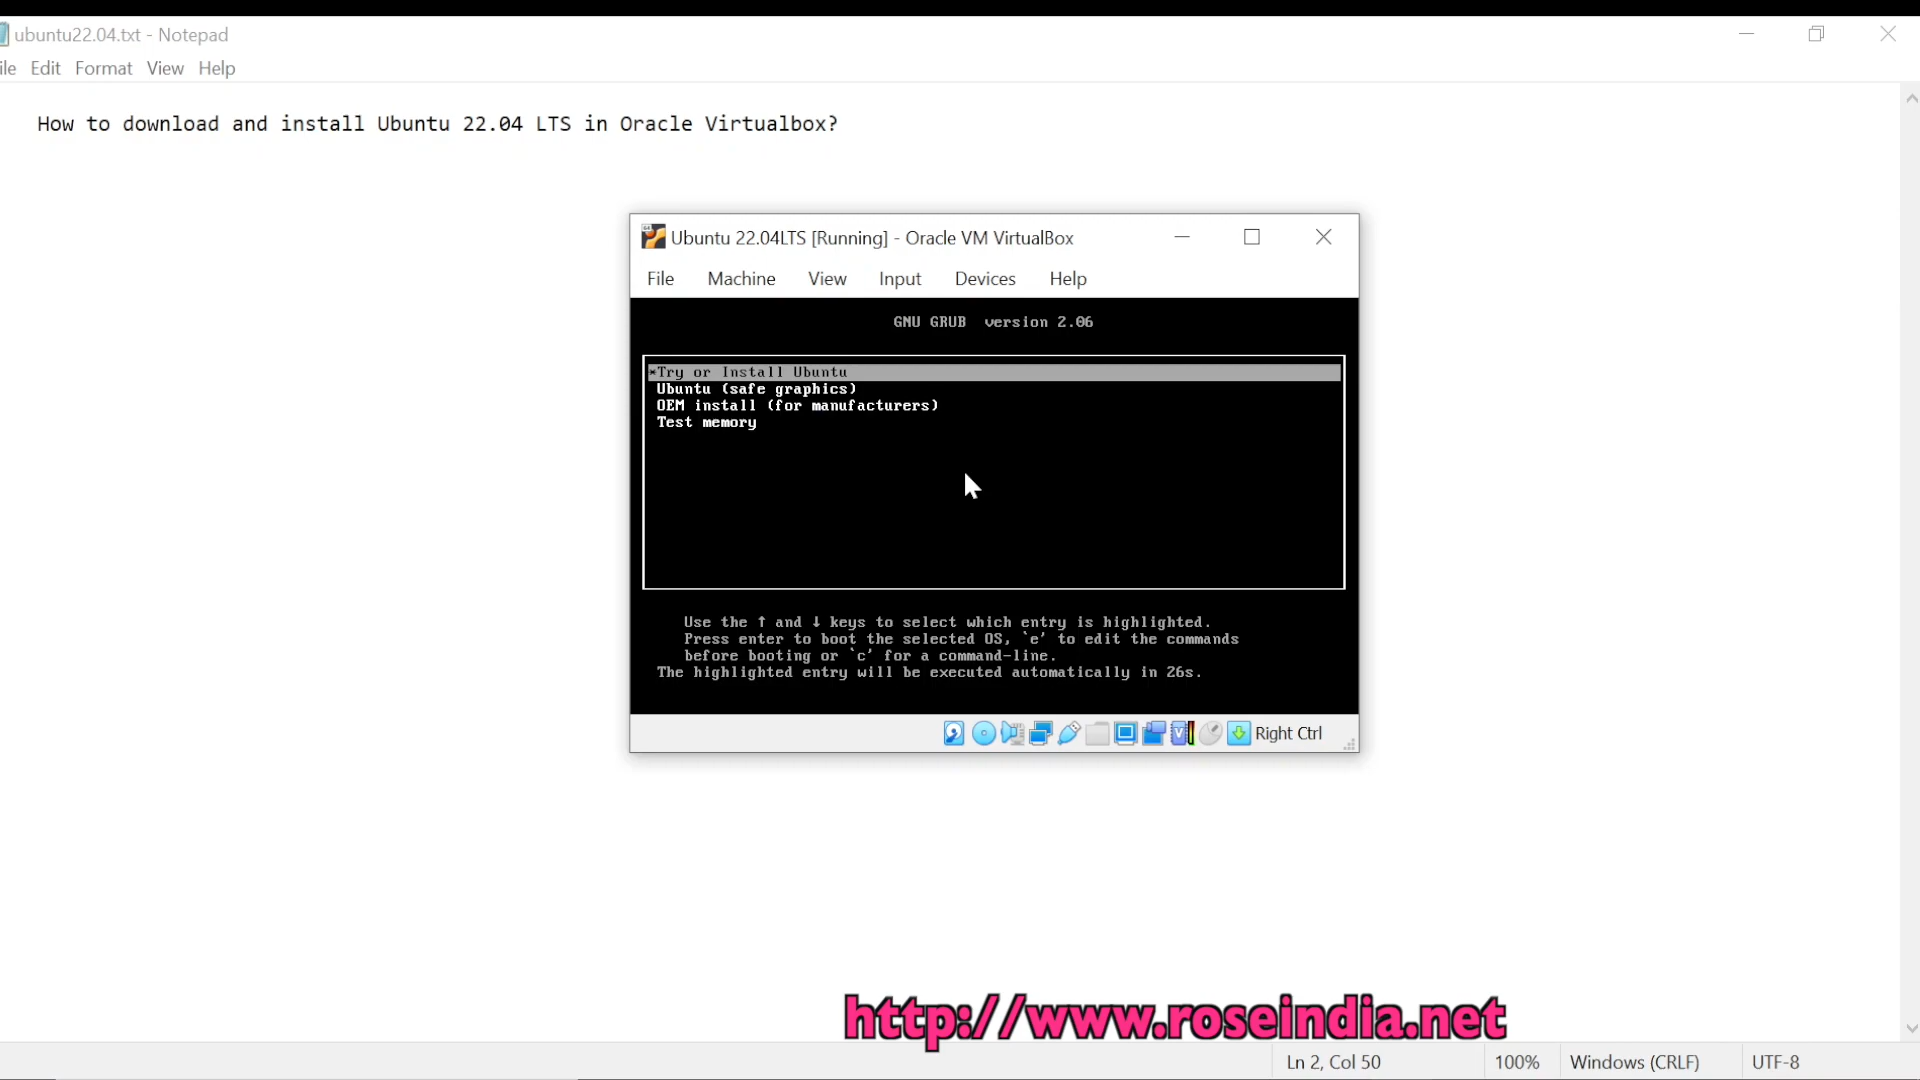 ubuntu22.04.txt - Notepad
ile Edit Format View Help
How to download and install Ubuntu 22.04 LTS in Oracle Virtualbox?
Ubuntu 22.04LTS [Running] - Oracle VM VirtualBox
File Machine View Input Devices Help
GNU GRUB version 2.06
*Try or Install Ubuntu
Ubuntu (safe graphics)
OEM install (for manufacturers)
Test memory
Use the ↑ and ↓ keys to select which entry is highlighted.
Press enter to boot the selected OS, `e' to edit the commands
before booting or `c' for a command-line.
The highlighted entry will be executed automatically in 26s.
Right Ctrl
http://www.roseindia.net
Ln 2, Col 50 100% Windows (CRLF) UTF-8